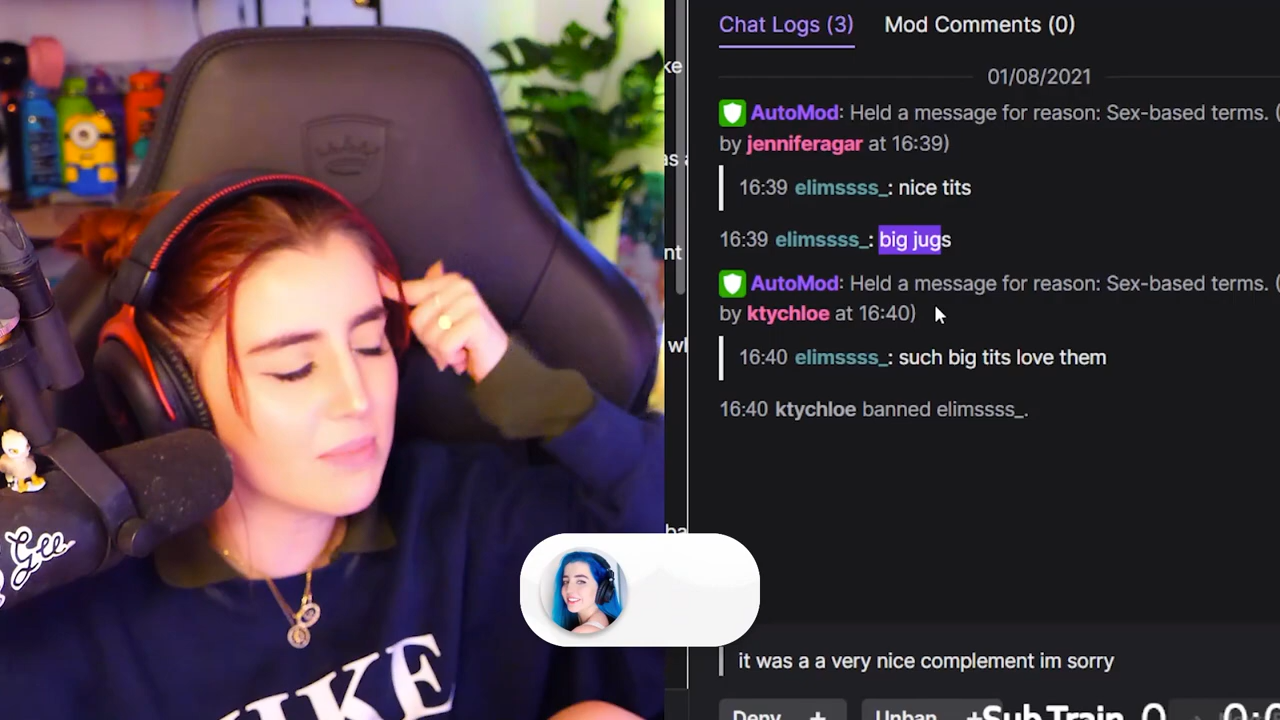 Chat Logs (3)
Mod Comments (0)
01/08/2021
AutoMod: Held a message for reason: Sex-based terms. (
by jenniferagar at 16:39)
16:39 elimssss_: nice tits
16:39 elimssss_: big jugs
AutoMod: Held a message for reason: Sex-based terms. (
by ktychloe at 16:40)
16:40 elimssss_: such big tits love them
16:40 ktychloe banned elimssss_.
it was a a very nice complement im sorry
Deny
Unban
+SubTrain
Gee